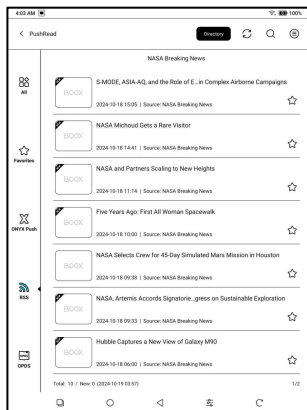 4:03 AM
100%
PushRead
Directory
NASA Breaking News
All
Favorites
ONYX Push
RSS
OPDS
S-MODE, ASIA-AQ, and the Role of E...in Complex Airborne Campaigns
BOOX
2024-10-18 15:05 | Source: NASA Breaking News
NASA Michoud Gets a Rare Visitor
BOOX
2024-10-18 14:41 | Source: NASA Breaking News
NASA and Partners Scaling to New Heights
BOOX
2024-10-18 11:14 | Source: NASA Breaking News
Five Years Ago: First All Woman Spacewalk
BOOX
2024-10-18 10:00 | Source: NASA Breaking News
NASA Selects Crew for 45-Day Simulated Mars Mission in Houston
BOOX
2024-10-18 09:38 | Source: NASA Breaking News
NASA, Artemis Accords Signatorie...gress on Sustainable Exploration
BOOX
2024-10-18 09:33 | Source: NASA Breaking News
Hubble Captures a New View of Galaxy M90
BOOX
2024-10-18 06:00 | Source: NASA Breaking News
Total: 10 / New: 0 (2024-10-19 03:57)
1/2